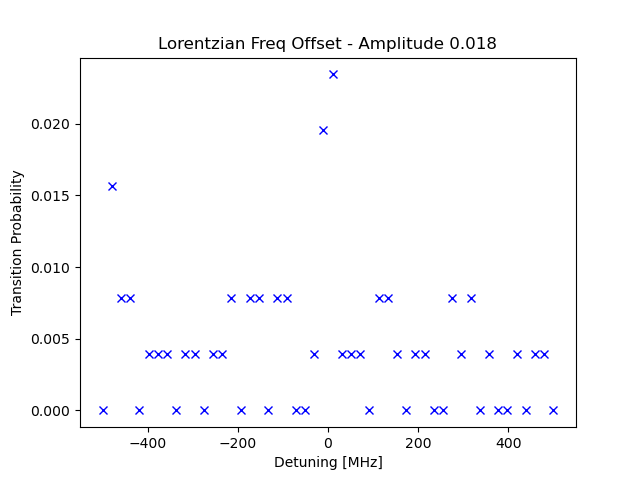 Lorentzian Freq Offset - Amplitude 0.018
Transition Probability
0.020
0.015
0.010
0.005
0.000
−400 −200 0 200 400
Detuning [MHz]